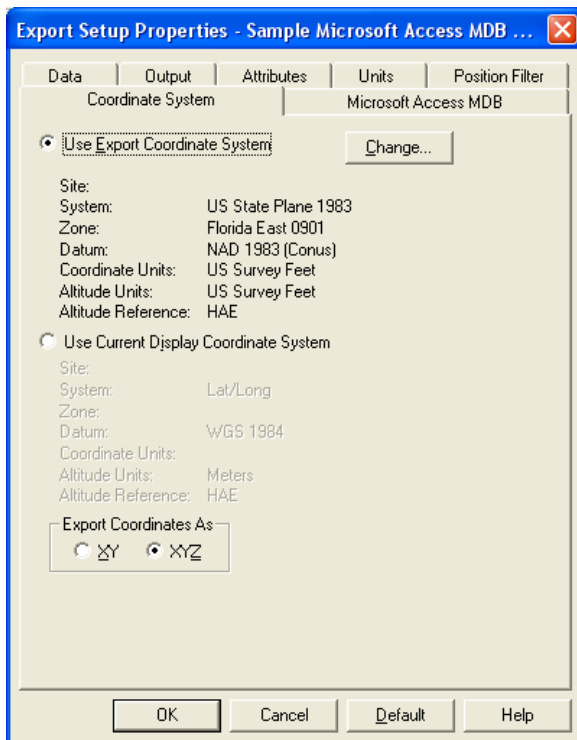 Export Setup Properties - Sample Microsoft Access MDB ...
Data Output Attributes Units Position Filter
Coordinate System Microsoft Access MDB
Use Export Coordinate System Change...
Site:
System: US State Plane 1983
Zone: Florida East 0901
Datum: NAD 1983 (Conus)
Coordinate Units: US Survey Feet
Altitude Units: US Survey Feet
Altitude Reference: HAE
Use Current Display Coordinate System
Site:
System: Lat/Long
Zone:
Datum: WGS 1984
Coordinate Units:
Altitude Units: Meters
Altitude Reference: HAE
Export Coordinates As
XY XYZ
OK Cancel Default Help